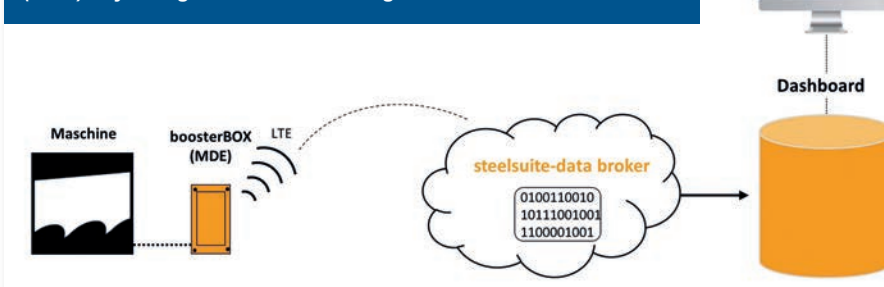 Dashboard
Maschine
boosterBOX
(MDE)
LTE
steelsuite-data broker
0100110010
10111001001
1100001001